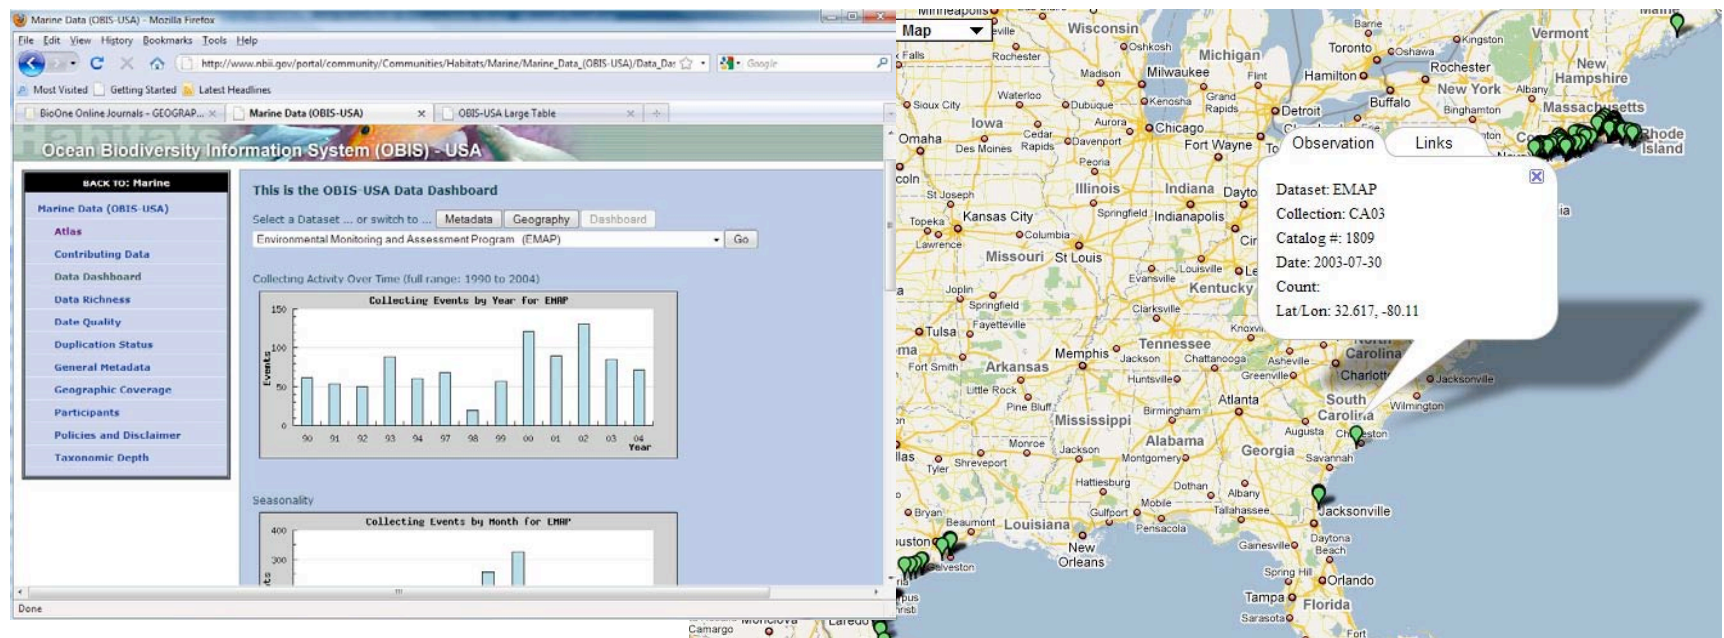 Marine Data (OBIS-USA) - Mozilla Firefox
File Edit View History Bookmarks Tools Help
http://www.nbii.gov/portal/community/Communities/Habitats/Marine/Marine_Data_(OBIS-USA)/Data_Da
Google
Most Visited Getting Started Latest Headlines
BioOne Online Journals - GEOGRAP... Marine Data (OBIS-USA) OBIS-USA Large Table
Ocean Biodiversity Information System (OBIS) - USA
BACK TO: Marine
Marine Data (OBIS-USA)
Atlas
Contributing Data
Data Dashboard
Data Richness
Date Quality
Duplication Status
General Metadata
Geographic Coverage
Participants
Policies and Disclaimer
Taxonomic Depth
This is the OBIS-USA Data Dashboard
Select a Dataset ... or switch to ... Metadata Geography Dashboard
Environmental Monitoring and Assessment Program (EMAP) Go
Collecting Activity Over Time (full range: 1990 to 2004)
Collecting Events by Year for EMAP
150
100
50
0
Events
90 91 92 93 94 97 98 99 00 01 02 03 04
Year
Seasonality
Collecting Events by Month for EMAP
400
300
Done
Map
Observation Links
Dataset: EMAP
Collection: CA03
Catalog #: 1809
Date: 2003-07-30
Count:
Lat/Lon: 32.617, -80.11
Minneapolis
Wisconsin
Barrie
Maine
Vermont
Oshkosh
Toronto
Oshawa
Kingston
Rochester
Michigan
Rochester
New Hampshire
Madison
Milwaukee
Flint
Hamilton
New York
Albany
Sioux City
Waterloo
Dubuque
Kenosha
Grand Rapids
Detroit
Buffalo
Binghamton
Massachusetts
Iowa
Aurora
Chicago
Rhode Island
Omaha
Des Moines
Cedar Rapids
Davenport
Fort Wayne
Peoria
St Joseph
Illinois
Indiana
Topeka
Kansas City
Springfield
Indianapolis
Lawrence
Columbia
Missouri
St Louis
Evansville
Louisville
Kentucky
Joplin
Springfield
Clarksville
Tulsa
Fayetteville
Tennessee
Memphis
Jackson
Chattanooga
Asheville
Carolina
Fort Smith
Arkansas
Huntsville
Greenville
Jacksonville
Little Rock
Atlanta
South Carolina
Wilmington
Pine Bluff
Mississippi
Birmingham
Augusta
Monroe
Jackson
Alabama
Georgia
Tyler
Shreveport
Montgomery
Savannah
Hattiesburg
Dothan
Albany
Bryan
Beaumont
Louisiana
Gulfport
Mobile
Pensacola
Tallahassee
Jacksonville
New Orleans
Gainesville
Daytona Beach
Spring Hill
Orlando
Tampa
Florida
Sarasota
Fort
Camargo
Monclova
Laredo